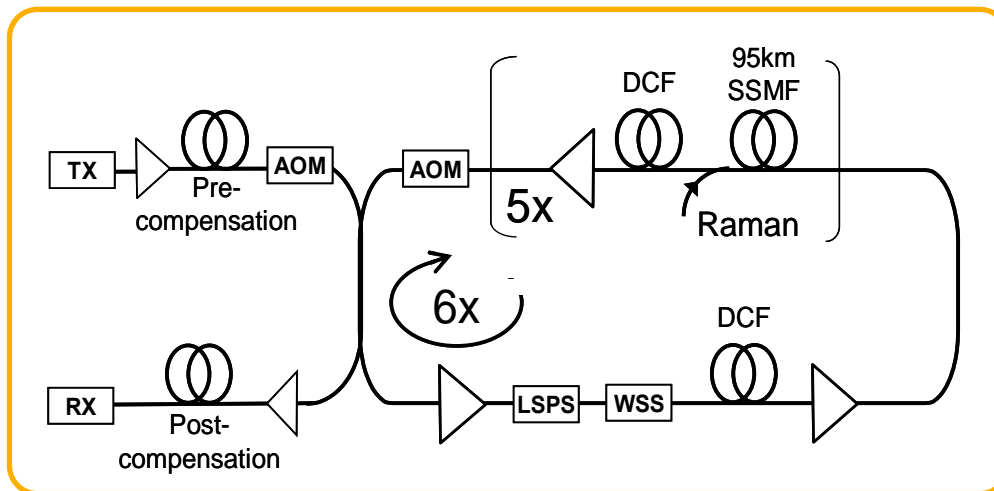 TX
Pre-
compensation
AOM
AOM
5x
DCF
95km
SSMF
Raman
6x
RX
Post-
compensation
LSPS
WSS
DCF